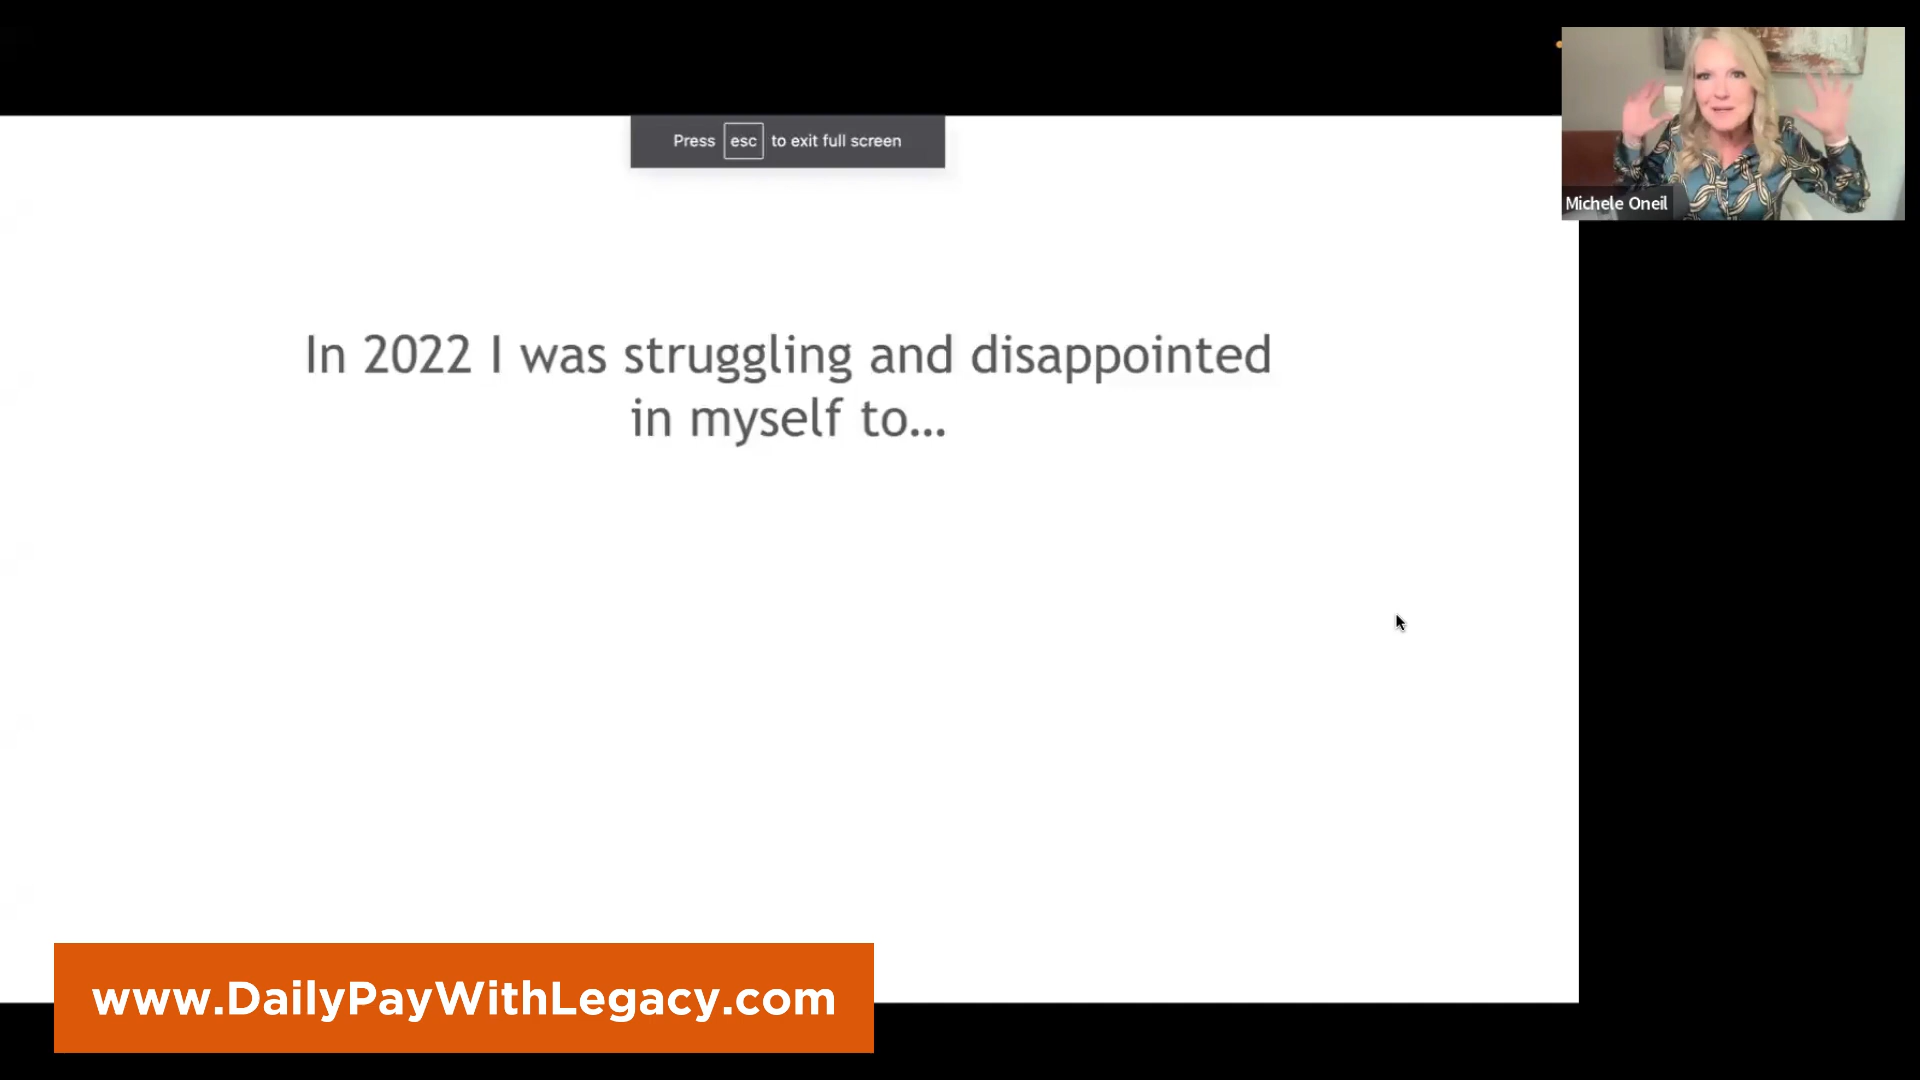 Press esc to exit full screen
Michele Oneil
In 2022 I was struggling and disappointed
in myself to...
www.DailyPayWithLegacy.com